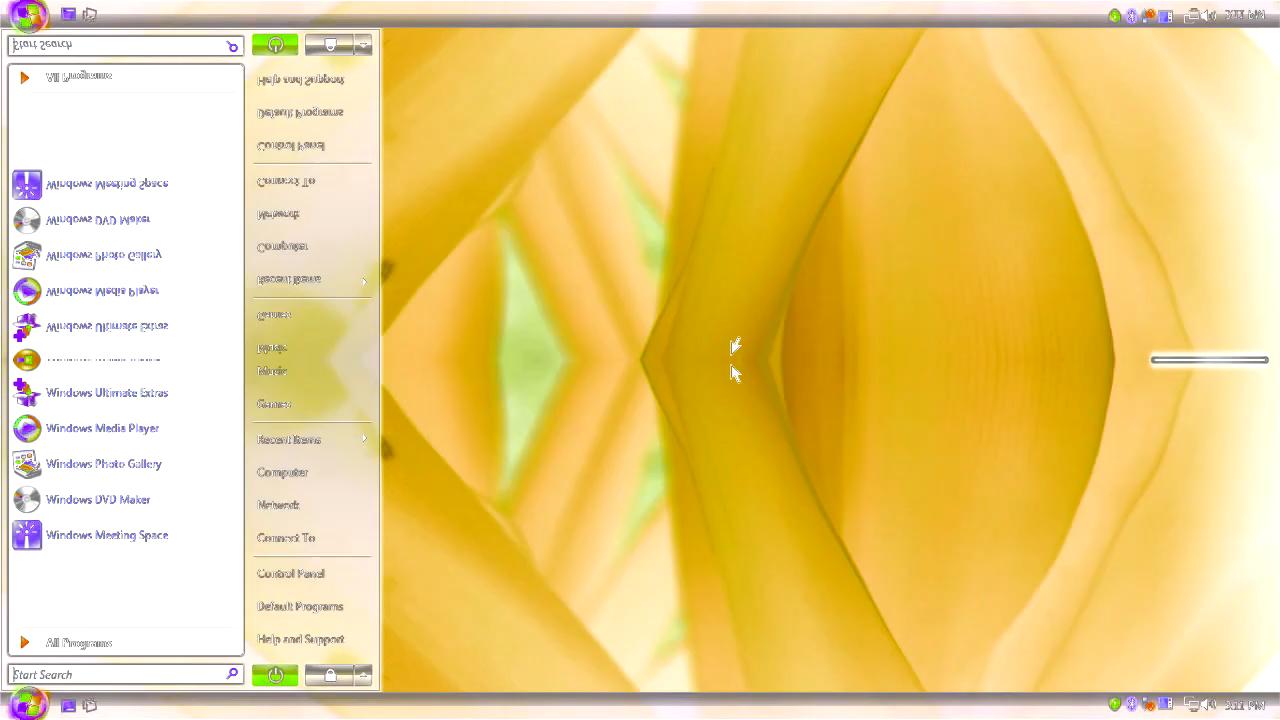 Start Search
All Programs
Windows Meeting Space
Windows DVD Maker
Windows Photo Gallery
Windows Media Player
Windows Ultimate Extras
Windows Ultimate Extras
Windows Media Player
Windows Photo Gallery
Windows DVD Maker
Windows Meeting Space
All Programs
Start Search
Help and Support
Default Programs
Control Panel
Connect To
Network
Computer
Recent Items
Games
Music
Music
Games
Recent Items
Computer
Network
Connect To
Control Panel
Default Programs
Help and Support